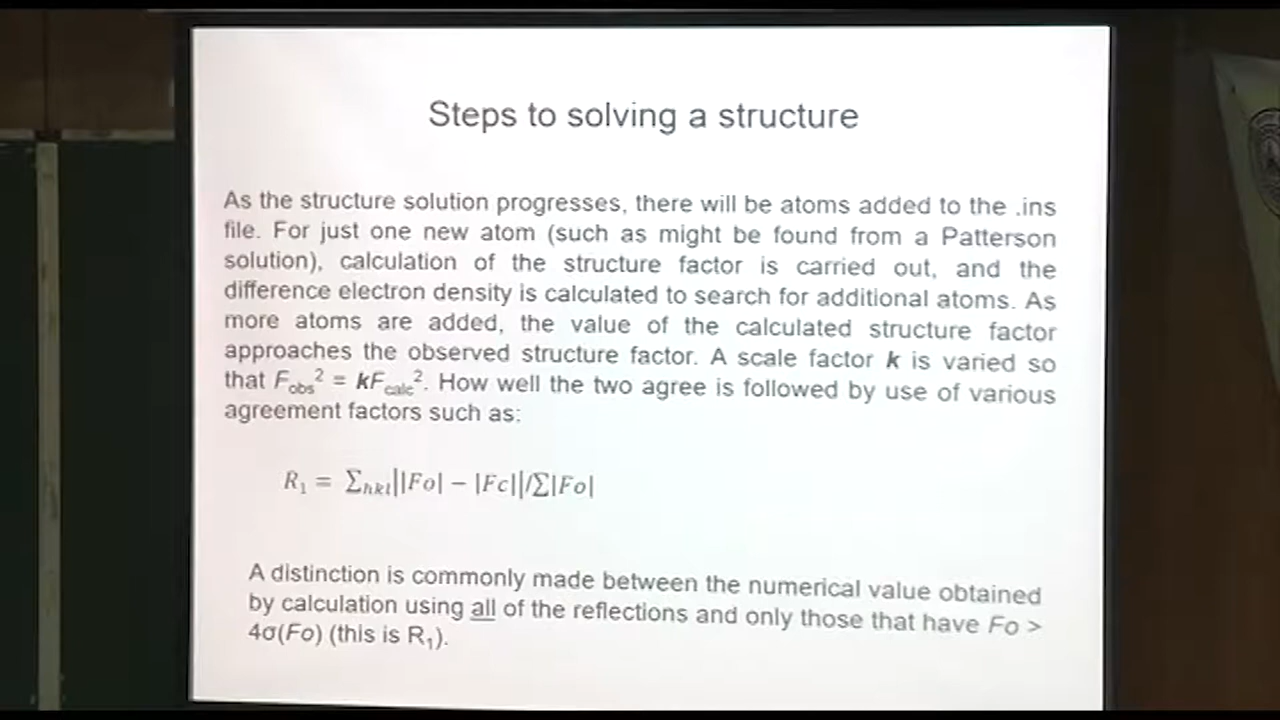 Steps to solving a structure
As the structure solution progresses, there will be atoms added to the .ins
file. For just one new atom (such as might be found from a Patterson
solution), calculation of the structure factor is carried out, and the
difference electron density is calculated to search for additional atoms. As
more atoms are added, the value of the calculated structure factor
approaches the observed structure factor. A scale factor k is varied so
that F_obs² = kF_calc². How well the two agree is followed by use of various
agreement factors such as:
R₁ = ∑_hkl||Fo| − |Fc||/∑|Fo|
A distinction is commonly made between the numerical value obtained
by calculation using all of the reflections and only those that have Fo >
4σ(Fo) (this is R₁).